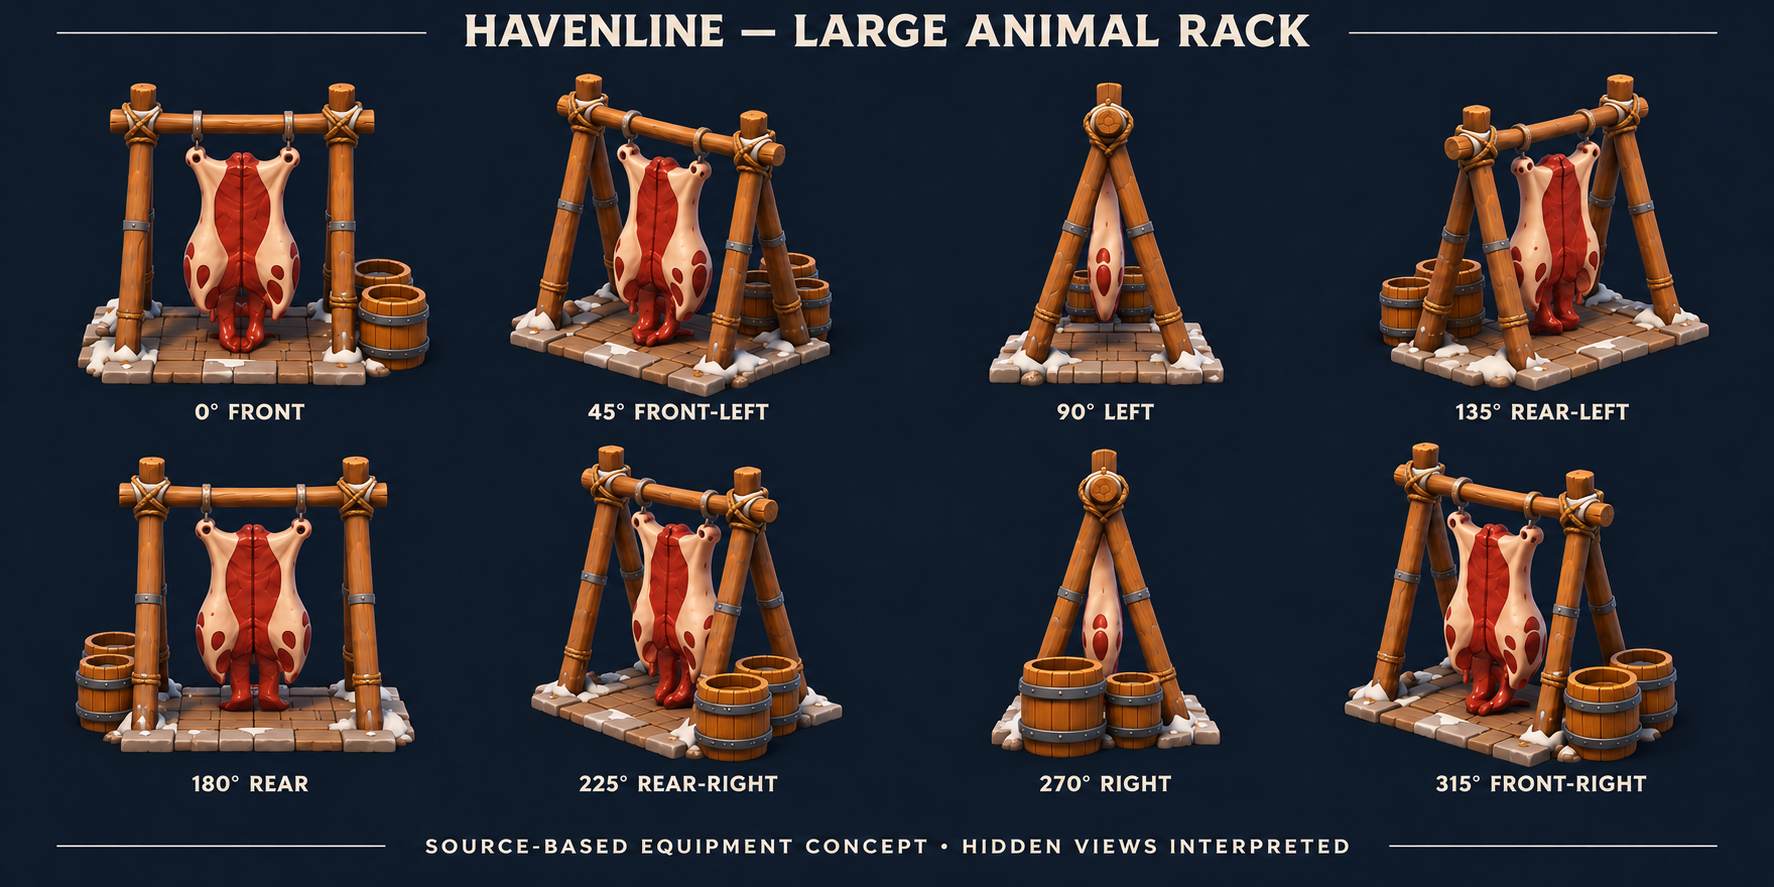 HAVENLINE — LARGE ANIMAL RACK
0° FRONT
45° FRONT-LEFT
90° LEFT
135° REAR-LEFT
180° REAR
225° REAR-RIGHT
270° RIGHT
315° FRONT-RIGHT
SOURCE-BASED EQUIPMENT CONCEPT • HIDDEN VIEWS INTERPRETED